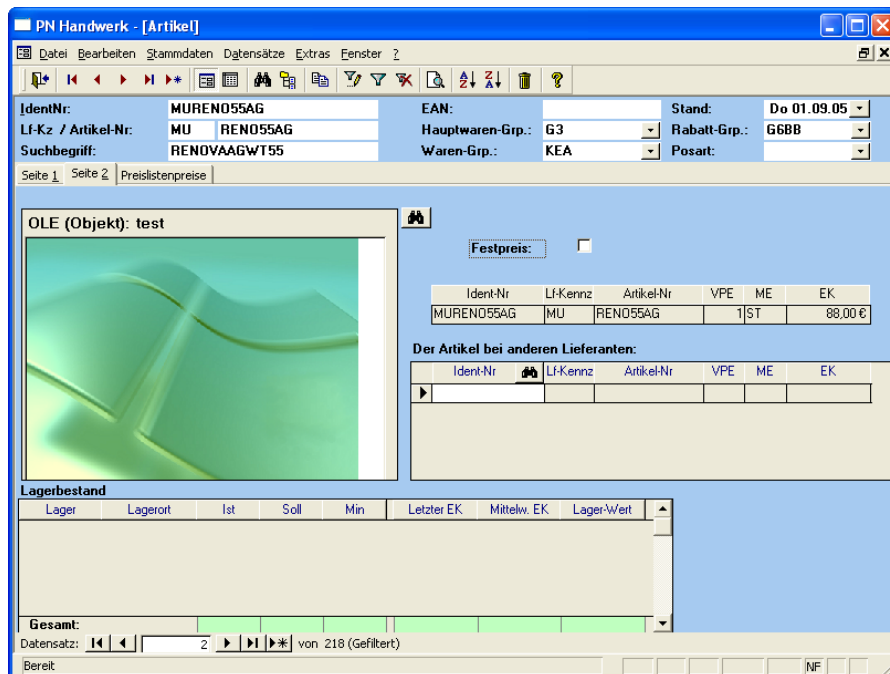 PN Handwerk - [Artikel]
Datei Bearbeiten Stammdaten Datensätze Extras Fenster ?
IdentNr: MURENO55AG EAN: Stand: Do 01.09.05
Lf-Kz / Artikel-Nr: MU RENO55AG Hauptwaren-Grp.: G3 Rabatt-Grp.: G6BB
Suchbegriff: RENOVAAGWT55 Waren-Grp.: KEA Posart:
Seite 1 Seite 2 Preislistenpreise
OLE (Objekt): test
Festpreis:
Ident-Nr Lf-Kennz Artikel-Nr VPE ME EK
MURENO55AG MU RENO55AG 1 ST 88,00 €
Der Artikel bei anderen Lieferanten:
Ident-Nr Lf-Kennz Artikel-Nr VPE ME EK
Lagerbestand
Lager Lagerort Ist Soll Min Letzter EK Mittelw. EK Lager-Wert
Gesamt:
Datensatz: 2 von 218 (Gefiltert)
Bereit NF